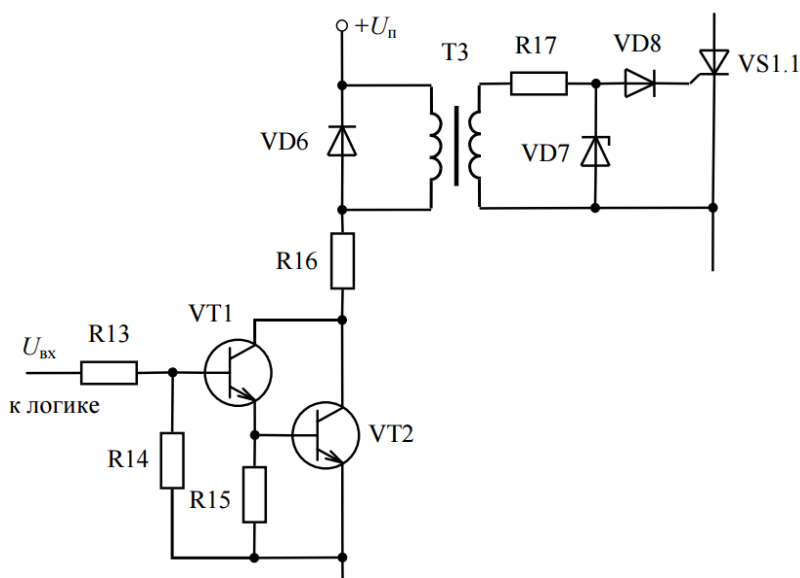 +Uп
T3
R17
VD8
VS1.1
VD6
VD7
R16
VT1
R13
Uвх
к логике
VT2
R14
R15